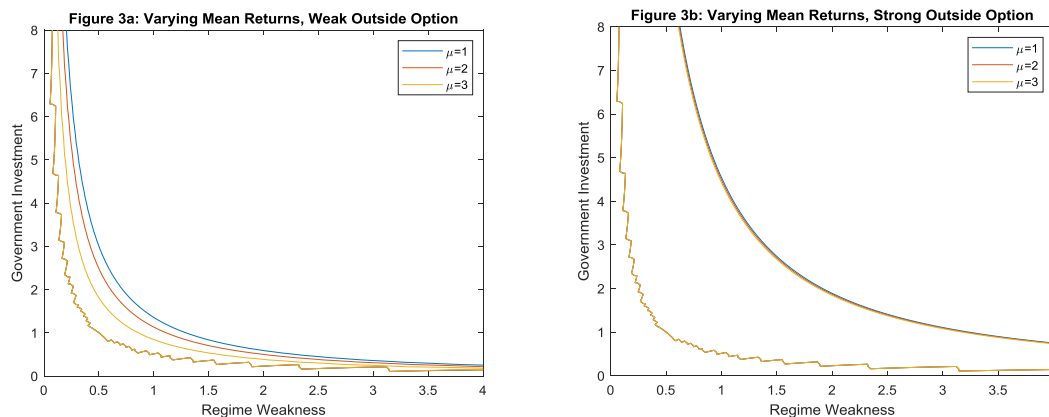 Figure 3a: Varying Mean Returns, Weak Outside Option
8
7
6
5
4
3
2
1
0
Government Investment
0 0.5 1 1.5 2 2.5 3 3.5 4
Regime Weakness
μ=1
μ=2
μ=3
Figure 3b: Varying Mean Returns, Strong Outside Option
8
7
6
5
4
3
2
1
0
Government Investment
0 0.5 1 1.5 2 2.5 3 3.5
Regime Weakness
μ=1
μ=2
μ=3